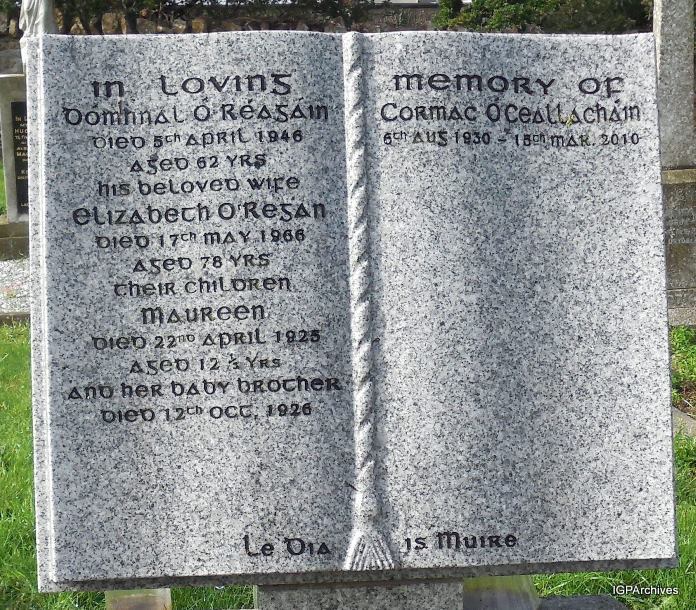 In Loving
Domhnal Ó'Réagáin
Died 5th April 1946
Aged 62 Yrs
his beloved wife
Elizabeth O'Regan
Died 17th May 1966
Aged 78 Yrs
Their Children
Maureen
Died 22nd April 1925
Aged 12 ½ Yrs
And her baby brother
Died 12th Oct. 1926
Memory of
Cormac Ó'Ceallacháin
6th Aug. 1930 - 15th Mar. 2010
Le Dia is Muire
IGPArchives